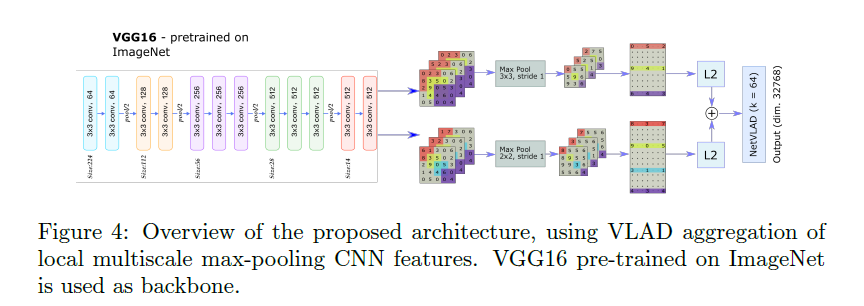 VGG16 - pretrained on
ImageNet
3x3 conv, 64
3x3 conv, 64
pool/2
3x3 conv, 128
3x3 conv, 128
pool/2
3x3 conv, 256
3x3 conv, 256
3x3 conv, 256
pool/2
3x3 conv, 512
3x3 conv, 512
3x3 conv, 512
pool/2
3x3 conv, 512
3x3 conv, 512
Size:224
Size:112
Size:56
Size:28
Size:14
Max Pool
3x3, stride 1
L2
Max Pool
2x2, stride 1
L2
NetVLAD (k = 64)
Output (dim. 32768)
Figure 4: Overview of the proposed architecture, using VLAD aggregation of
local multiscale max-pooling CNN features. VGG16 pre-trained on ImageNet
is used as backbone.